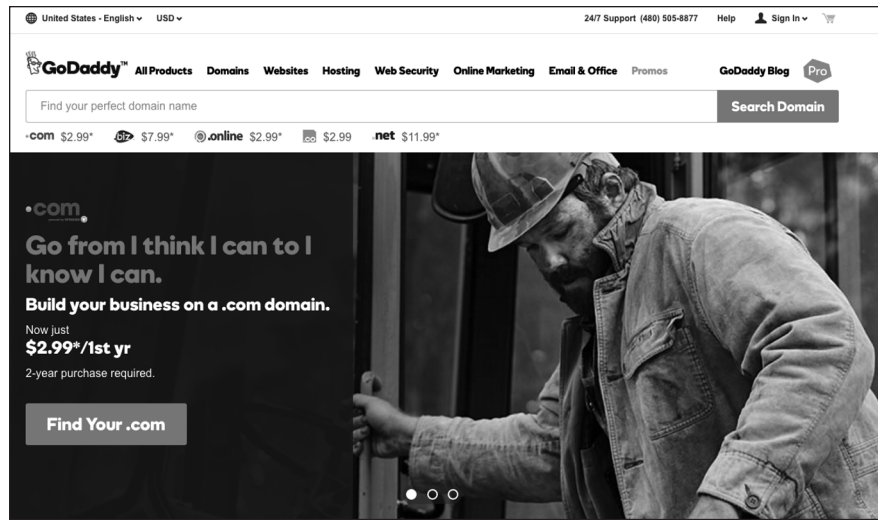 United States - English USD 24/7 Support (480) 505-8877 Help Sign In
GoDaddy™ All Products Domains Websites Hosting Web Security Online Marketing Email & Office Promos GoDaddy Blog Pro
Find your perfect domain name Search Domain
.com $2.99* .biz $7.99* .online $2.99* .co $2.99 .net $11.99*
.com
Go from I think I can to I
know I can.
Build your business on a .com domain.
Now just
$2.99*/1st yr
2-year purchase required.
Find Your .com